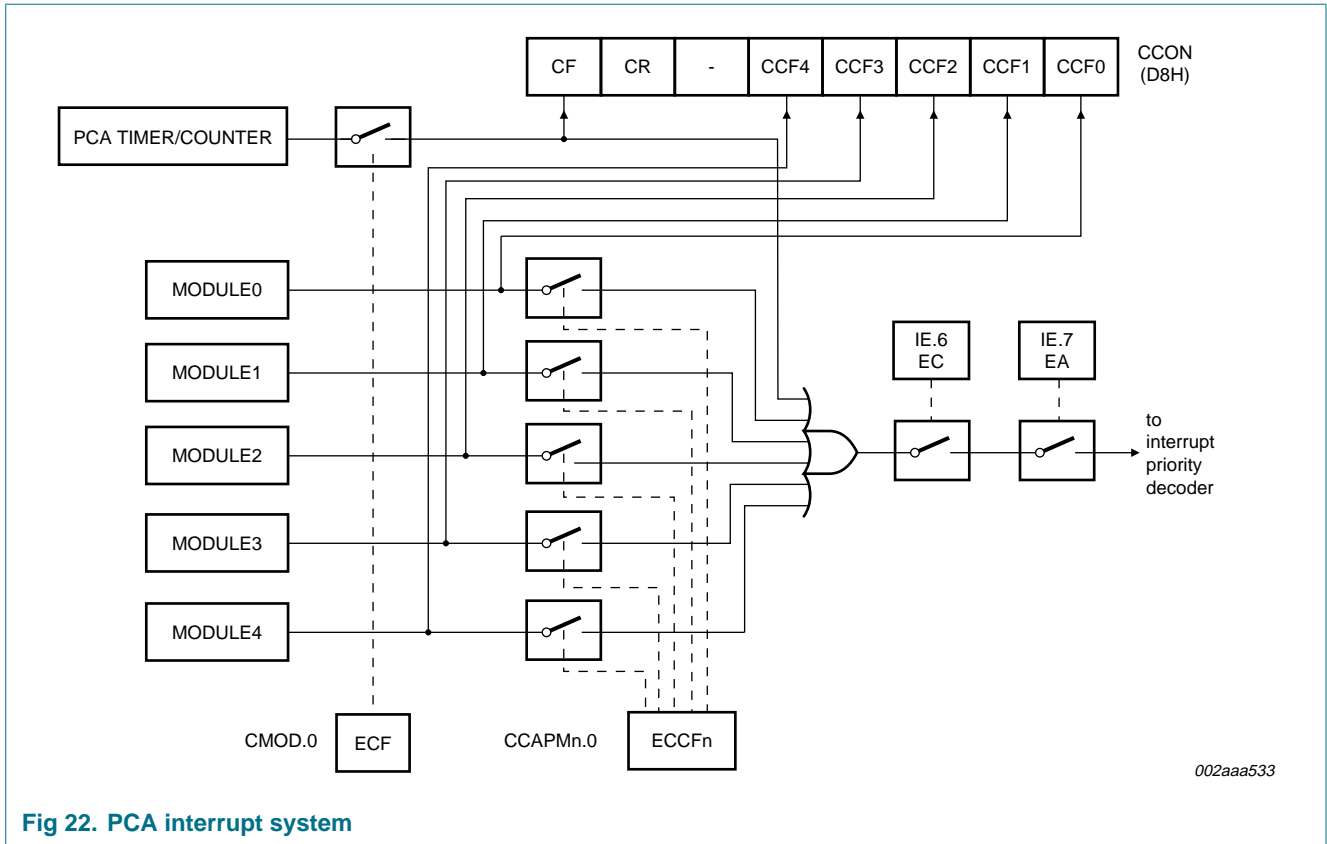 CF CR - CCF4 CCF3 CCF2 CCF1 CCF0
CCON
(D8H)
PCA TIMER/COUNTER
MODULE0
MODULE1
MODULE2
MODULE3
MODULE4
IE.6
EC
IE.7
EA
to
interrupt
priority
decoder
CMOD.0
ECF
CCAPMn.0
ECCFn
002aaa533
Fig 22. PCA interrupt system